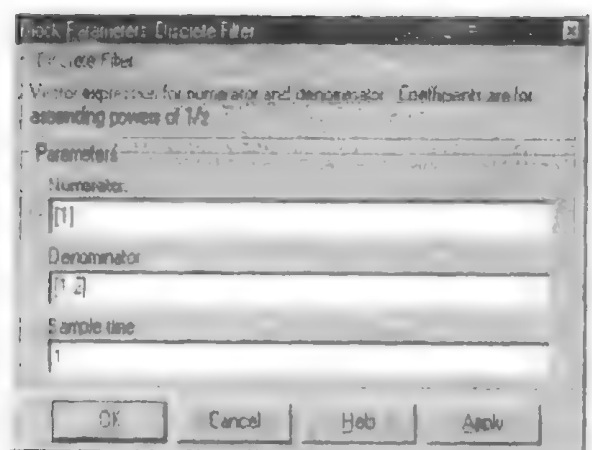 Block Parameters: Discrete Filter
Discrete Filter
Vector expression for numerator and denominator. Coefficients are for
ascending powers of 1/z
Parameters
Numerator:
[1]
Denominator
[1 2]
Sample time
1
OK Cancel Help Apply